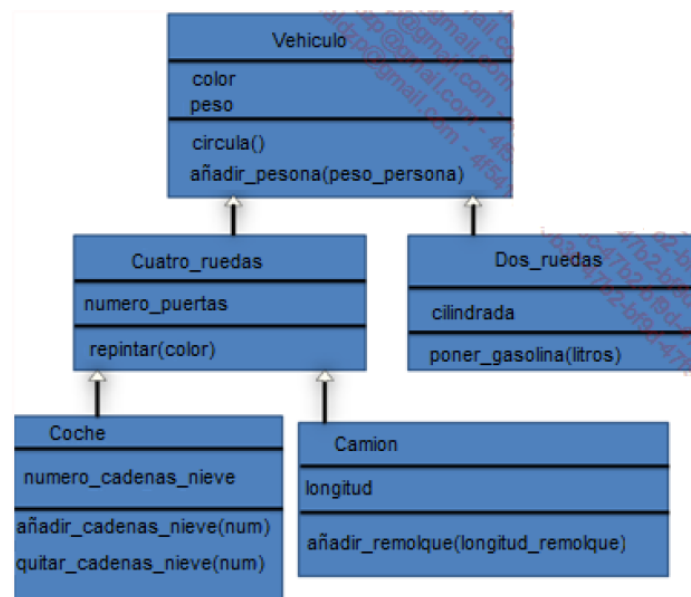 Vehiculo
color
peso
circula()
añadir_pesona(peso_persona)
Cuatro_ruedas
numero_puertas
repintar(color)
Dos_ruedas
cilindrada
poner_gasolina(litros)
Coche
numero_cadenas_nieve
añadir_cadenas_nieve(num)
quitar_cadenas_nieve(num)
Camion
longitud
añadir_remolque(longitud_remolque)